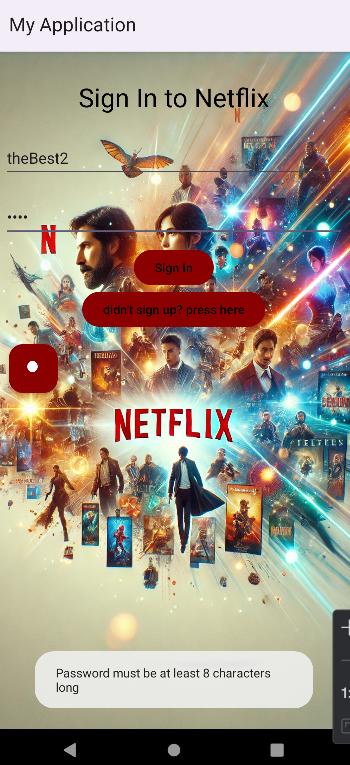 My Application
Sign In to Netflix
N
theBest2
••••
N
Sign In
didn't sign up? press here
NETFLIX
Password must be at least 8 characters
long